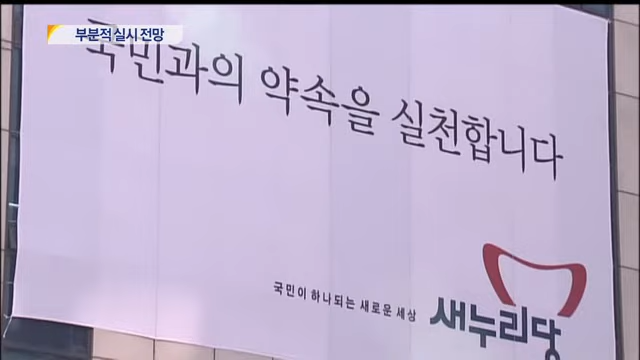 부분적 실시 전망
국민과의 약속을 실천합니다
국민이 하나되는 새로운 세상
새누리당